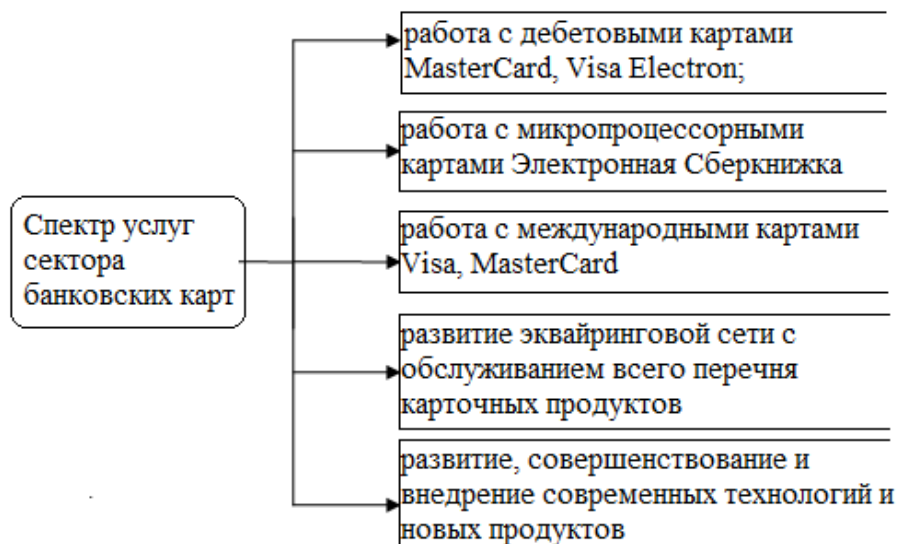 Спектр услуг
сектора
банковских карт
работа с дебетовыми картами
MasterCard, Visa Electron;
работа с микропроцессорными
картами Электронная Сберкнижка
работа с международными картами
Visa, MasterCard
развитие эквайринговой сети с
обслуживанием всего перечня
карточных продуктов
развитие, совершенствование и
внедрение современных технологий и
новых продуктов